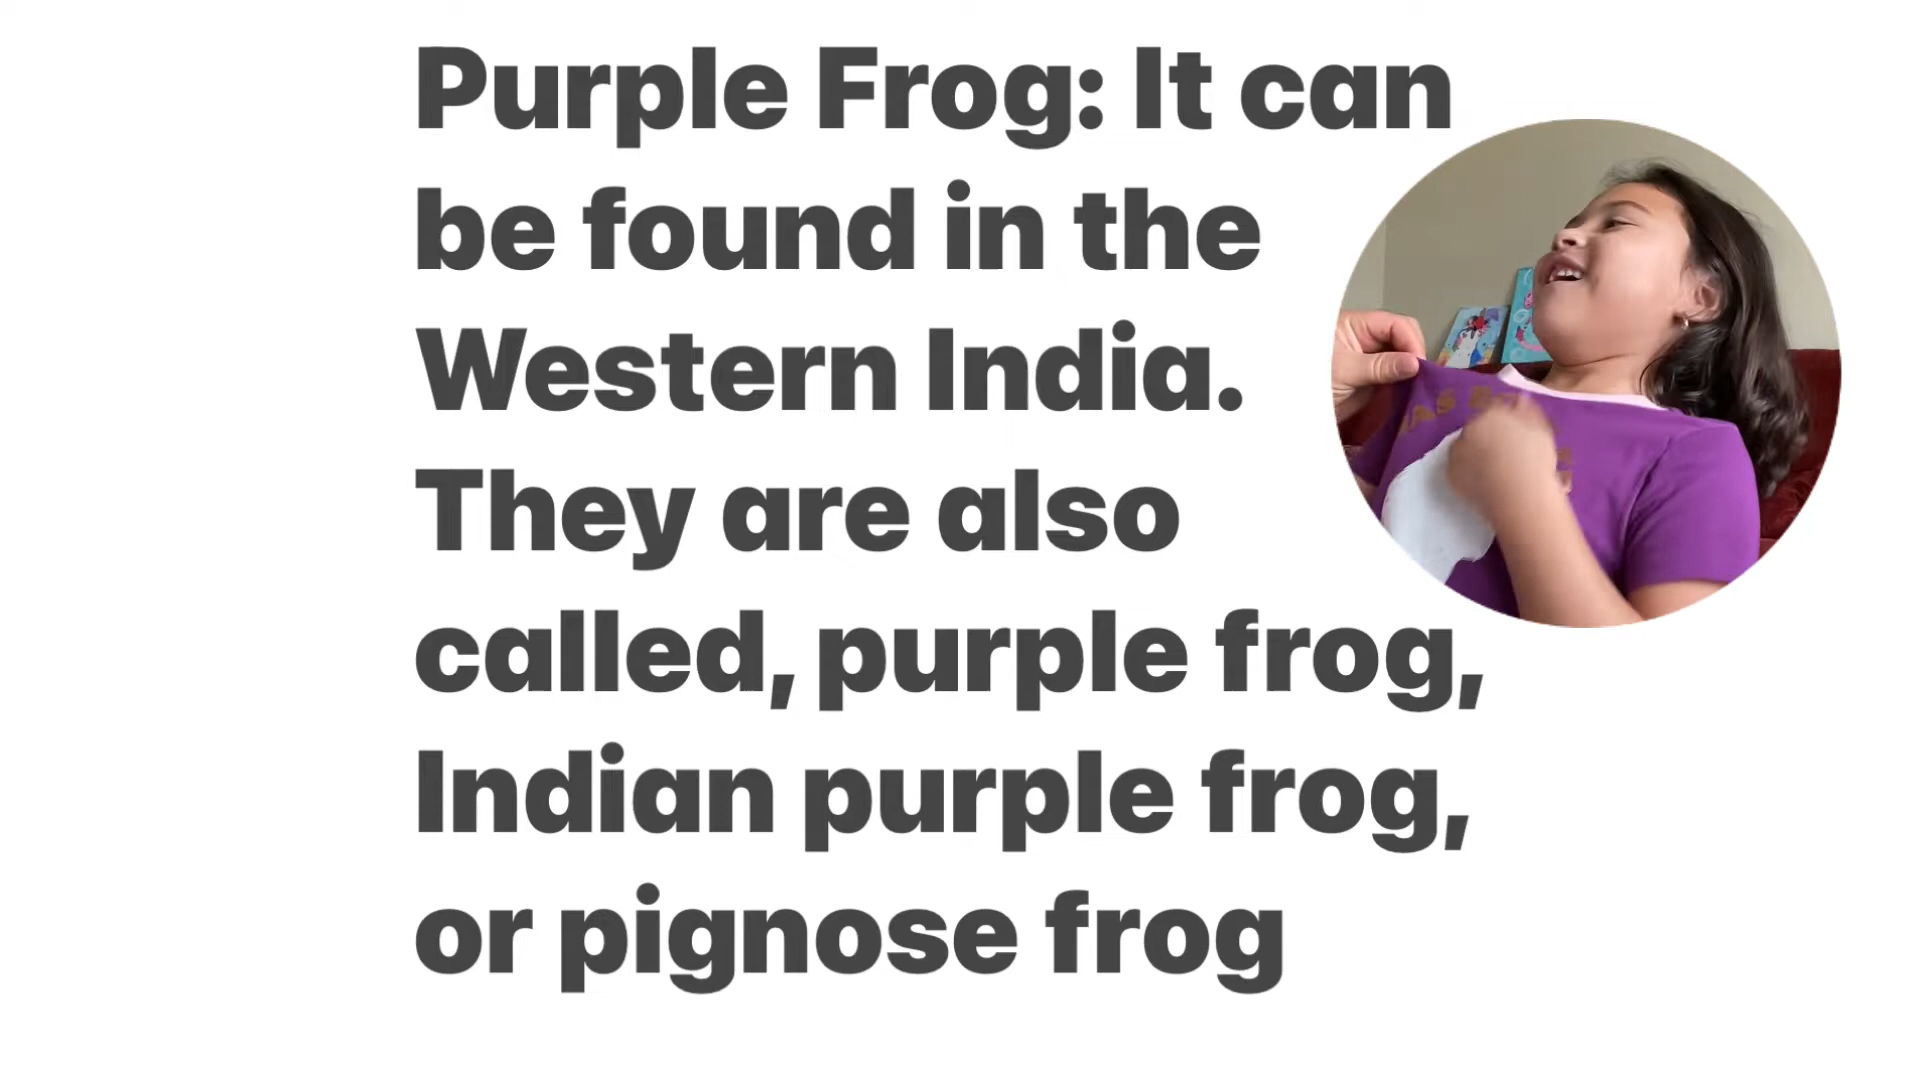 Purple Frog: It can
be found in the
Western India.
They are also
called, purple frog,
Indian purple frog,
or pignose frog